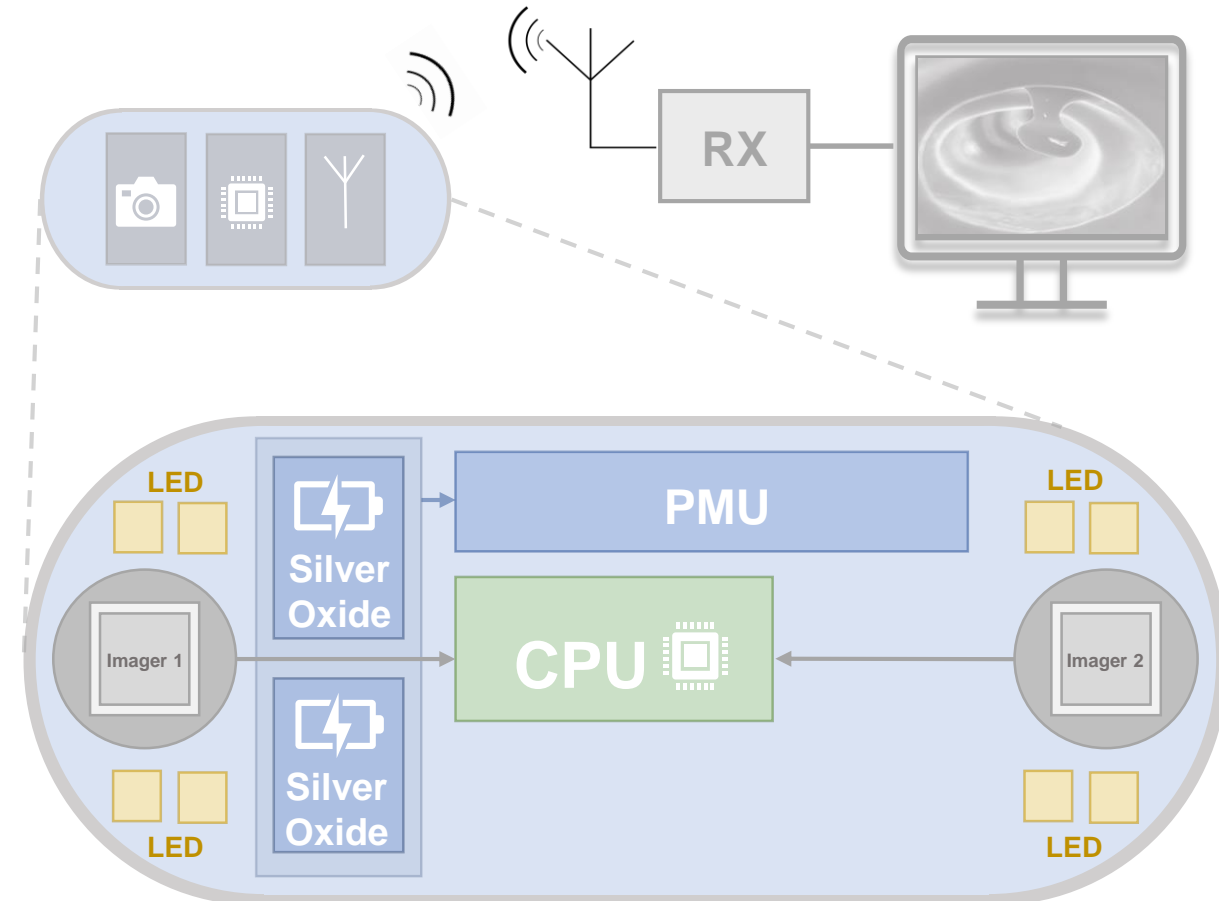 RX
LED
LED
Silver
Oxide
PMU
CPU
Imager 1
Imager 2
Silver
Oxide
LED
LED